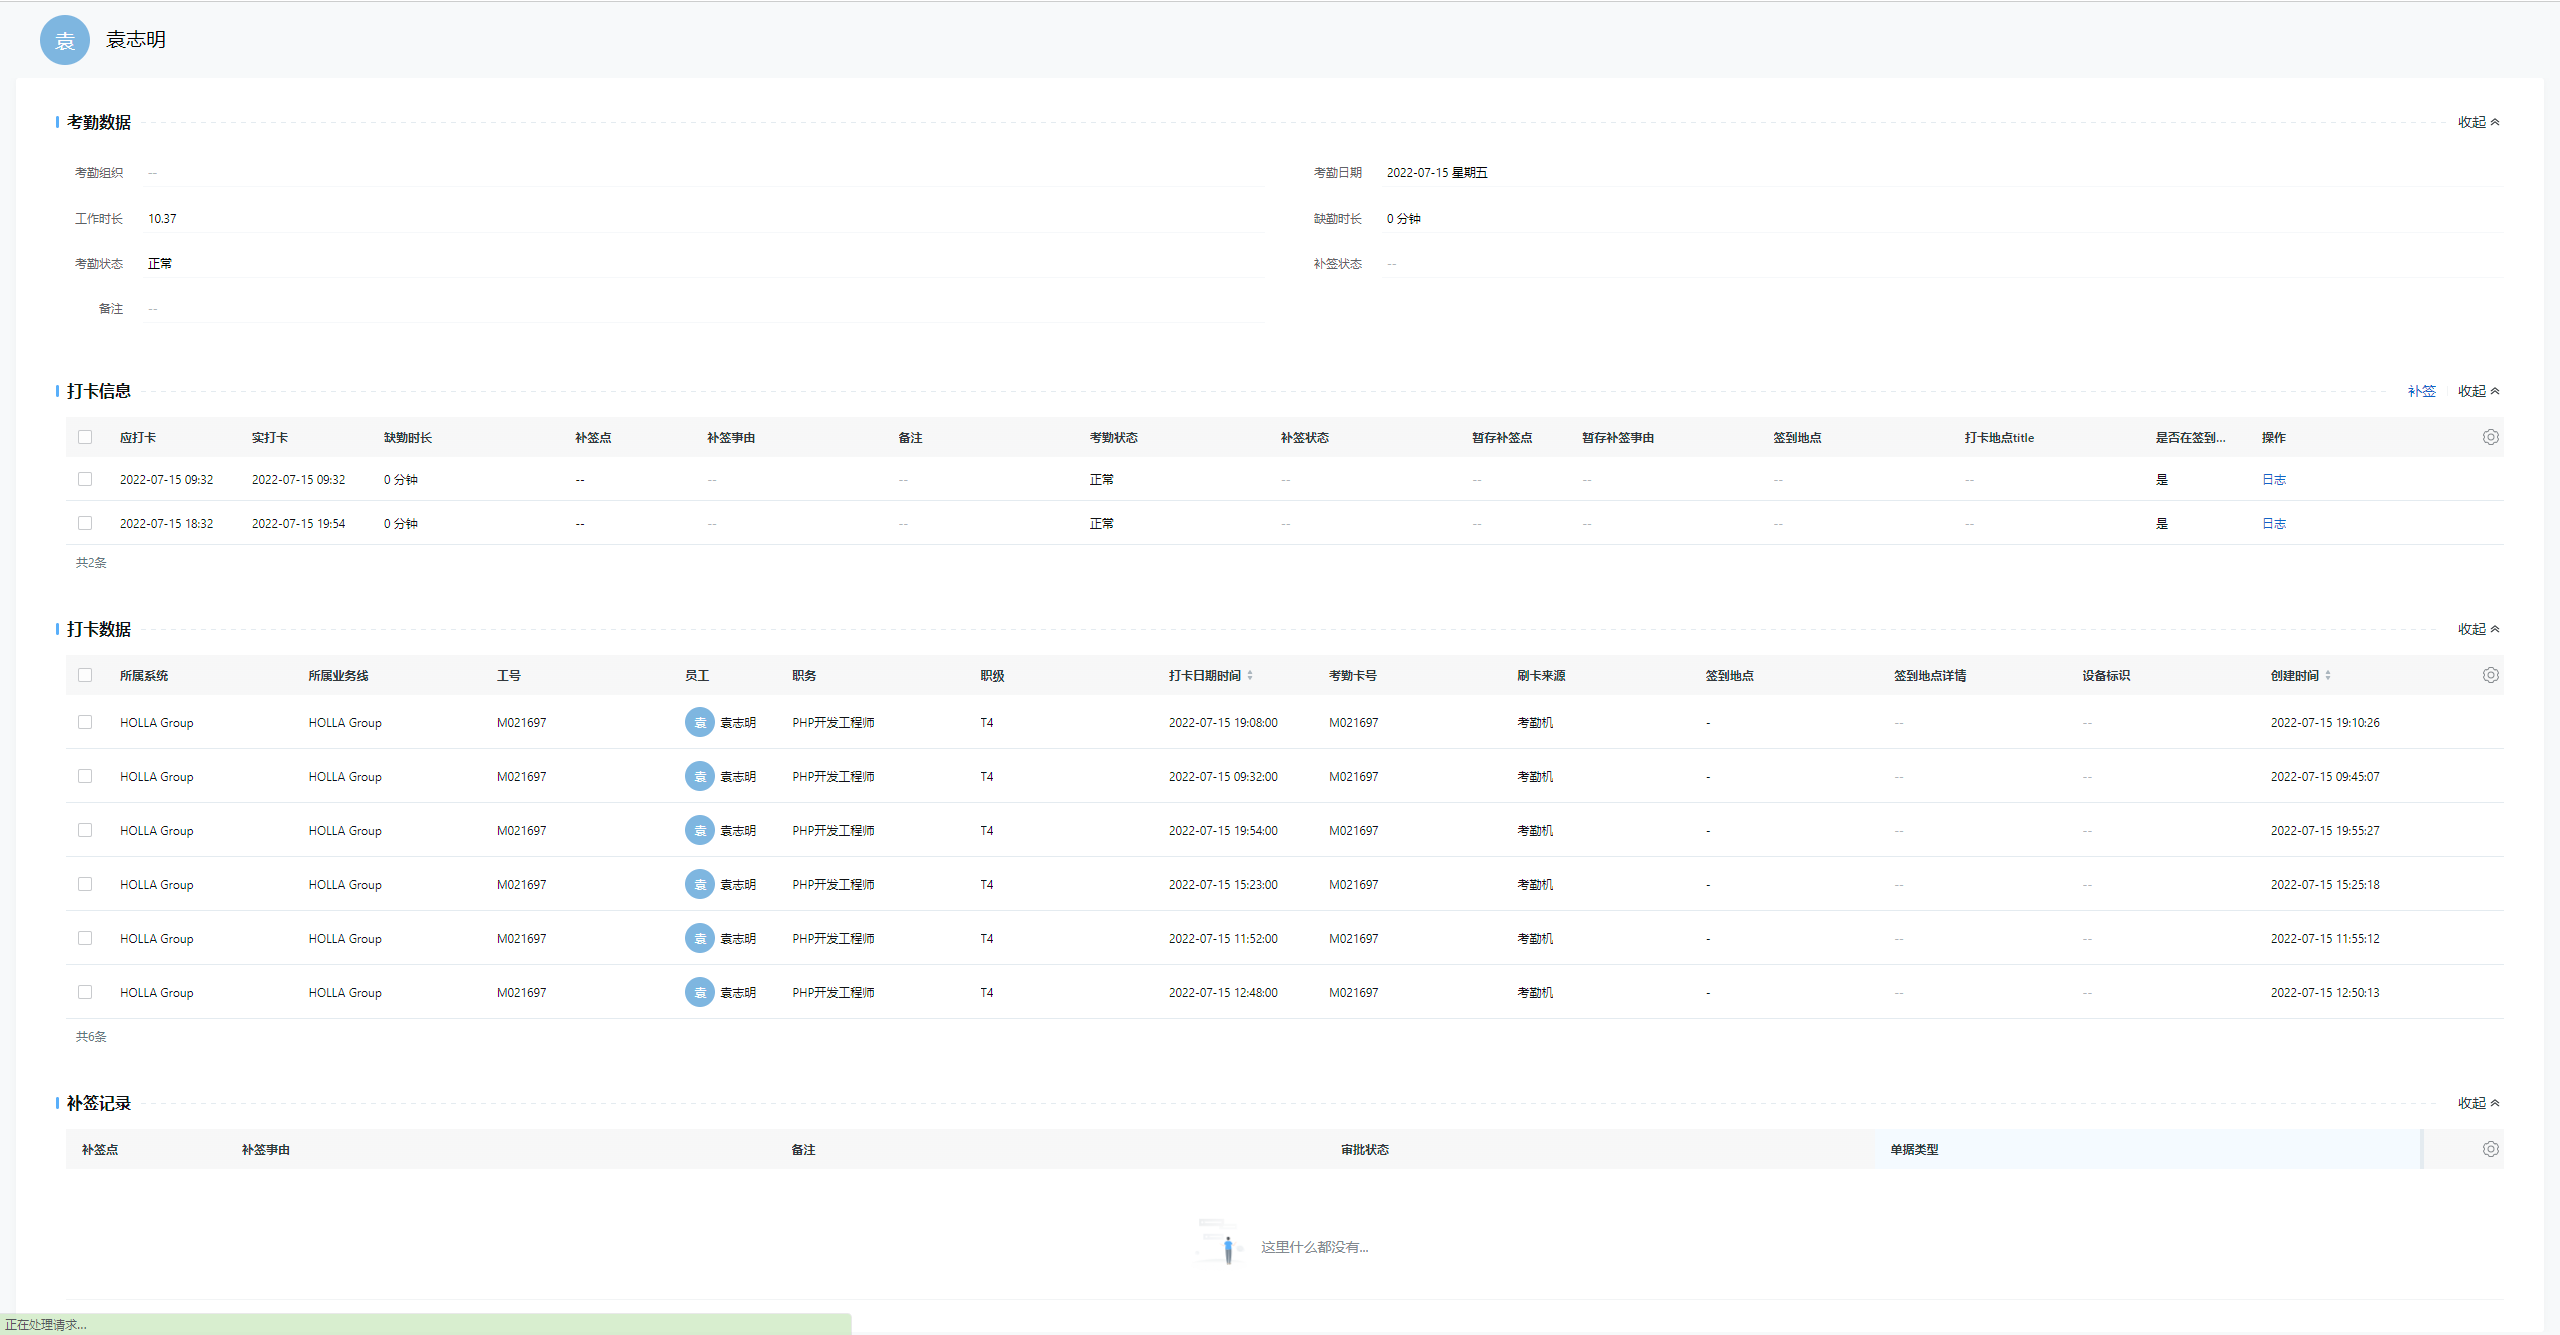 袁 袁志明
考勤数据 收起
考勤组织 -- 考勤日期 2022-07-15 星期五
工作时长 10.37 缺勤时长 0 分钟
考勤状态 正常 补签状态 --
备注 --
打卡信息 补签 收起
应打卡 实打卡 缺勤时长 补签点 补签事由 备注 考勤状态 补签状态 暂存补签点 暂存补签事由 签到地点 打卡地点title 是否在签到... 操作
2022-07-15 09:32 2022-07-15 09:32 0 分钟 -- -- -- 正常 -- -- -- -- -- 是 日志
2022-07-15 18:32 2022-07-15 19:54 0 分钟 -- -- -- 正常 -- -- -- -- -- 是 日志
共2条
打卡数据 收起
所属系统 所属业务线 工号 员工 职务 职级 打卡日期时间 考勤卡号 刷卡来源 签到地点 签到地点详情 设备标识 创建时间
HOLLA Group HOLLA Group M021697 袁 袁志明 PHP开发工程师 T4 2022-07-15 19:08:00 M021697 考勤机 - -- -- 2022-07-15 19:10:26
HOLLA Group HOLLA Group M021697 袁 袁志明 PHP开发工程师 T4 2022-07-15 09:32:00 M021697 考勤机 - -- -- 2022-07-15 09:45:07
HOLLA Group HOLLA Group M021697 袁 袁志明 PHP开发工程师 T4 2022-07-15 19:54:00 M021697 考勤机 - -- -- 2022-07-15 19:55:27
HOLLA Group HOLLA Group M021697 袁 袁志明 PHP开发工程师 T4 2022-07-15 15:23:00 M021697 考勤机 - -- -- 2022-07-15 15:25:18
HOLLA Group HOLLA Group M021697 袁 袁志明 PHP开发工程师 T4 2022-07-15 11:52:00 M021697 考勤机 - -- -- 2022-07-15 11:55:12
HOLLA Group HOLLA Group M021697 袁 袁志明 PHP开发工程师 T4 2022-07-15 12:48:00 M021697 考勤机 - -- -- 2022-07-15 12:50:13
共6条
补签记录 收起
补签点 补签事由 备注 审批状态 单据类型
这里什么都没有...
正在处理请求...